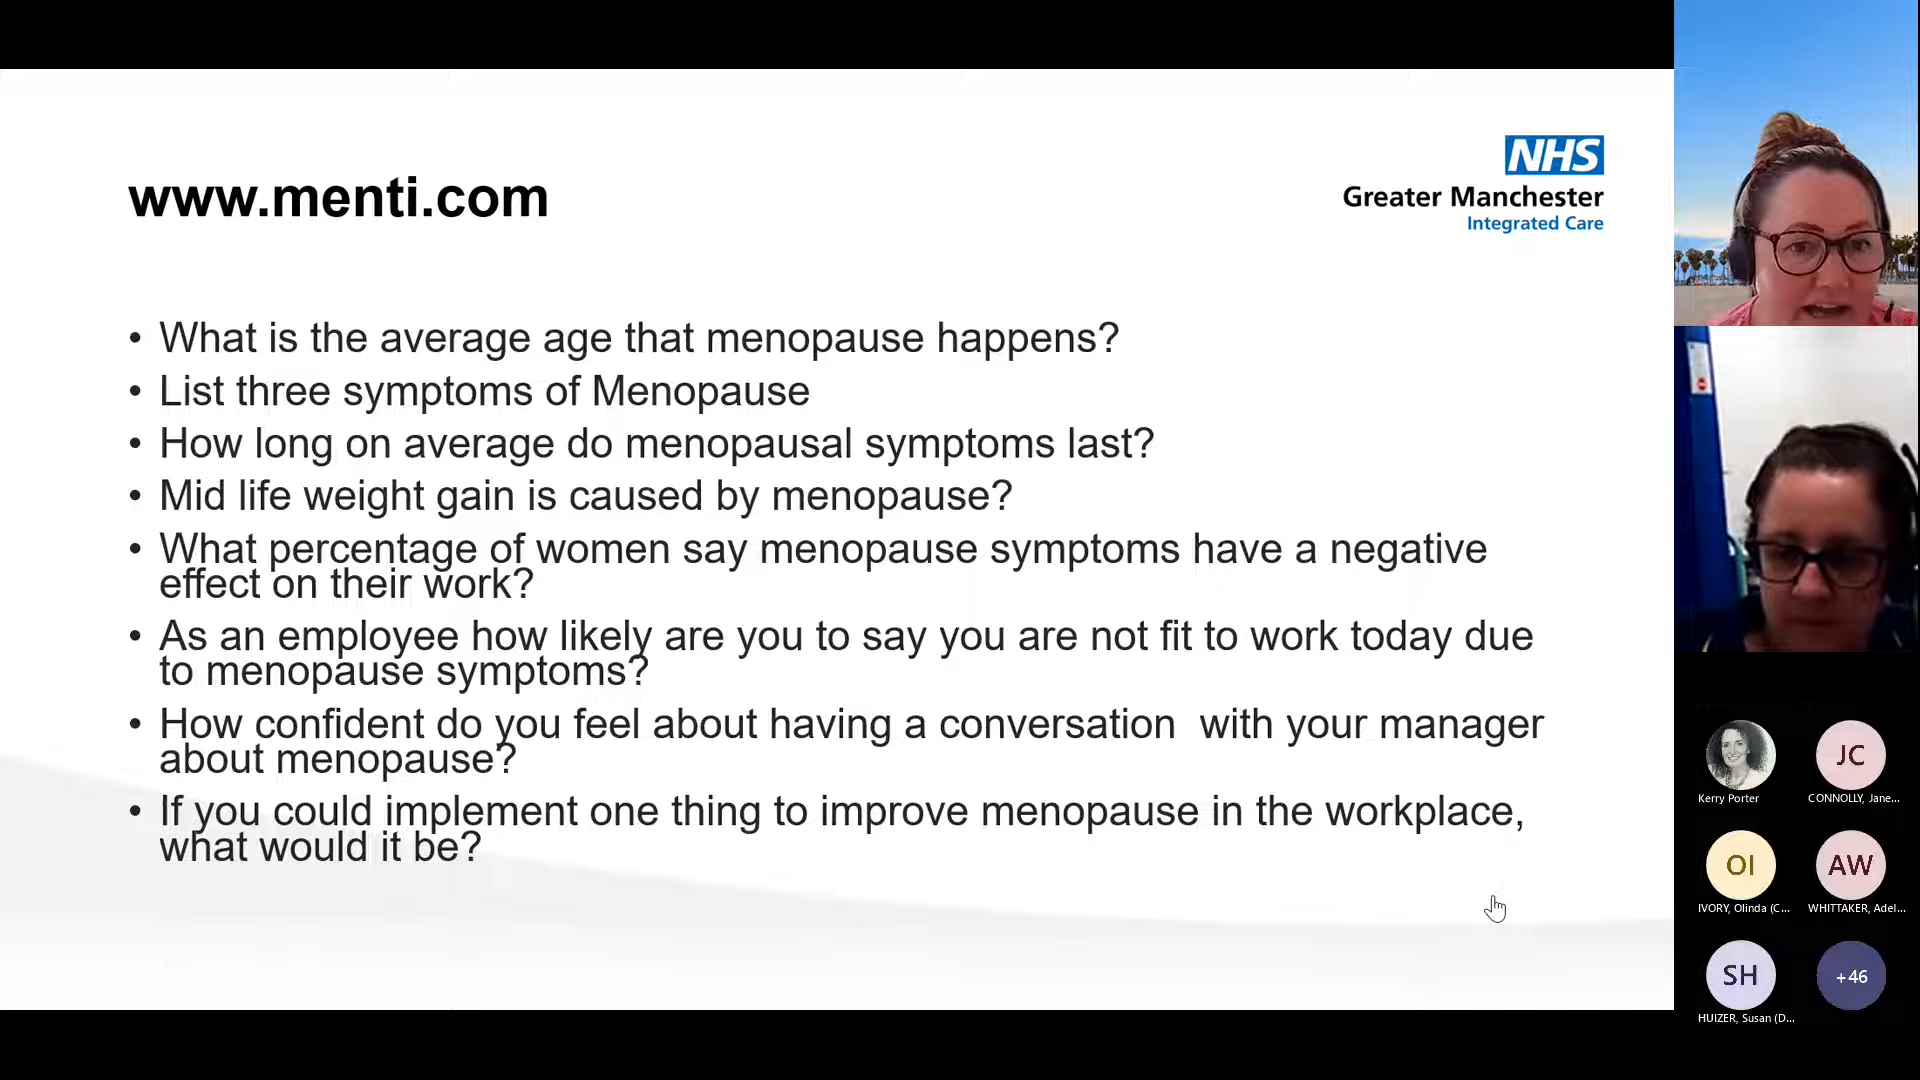 www.menti.com
NHS
Greater Manchester
Integrated Care
• What is the average age that menopause happens?
• List three symptoms of Menopause
• How long on average do menopausal symptoms last?
• Mid life weight gain is caused by menopause?
• What percentage of women say menopause symptoms have a negative
effect on their work?
• As an employee how likely are you to say you are not fit to work today due
to menopause symptoms?
• How confident do you feel about having a conversation  with your manager
about menopause?
• If you could implement one thing to improve menopause in the workplace,
what would it be?
Kerry Porter
JC
CONNOLLY, Jane...
OI
IVORY, Olinda (C...
AW
WHITTAKER, Adel...
SH
HUIZER, Susan (D...
+46